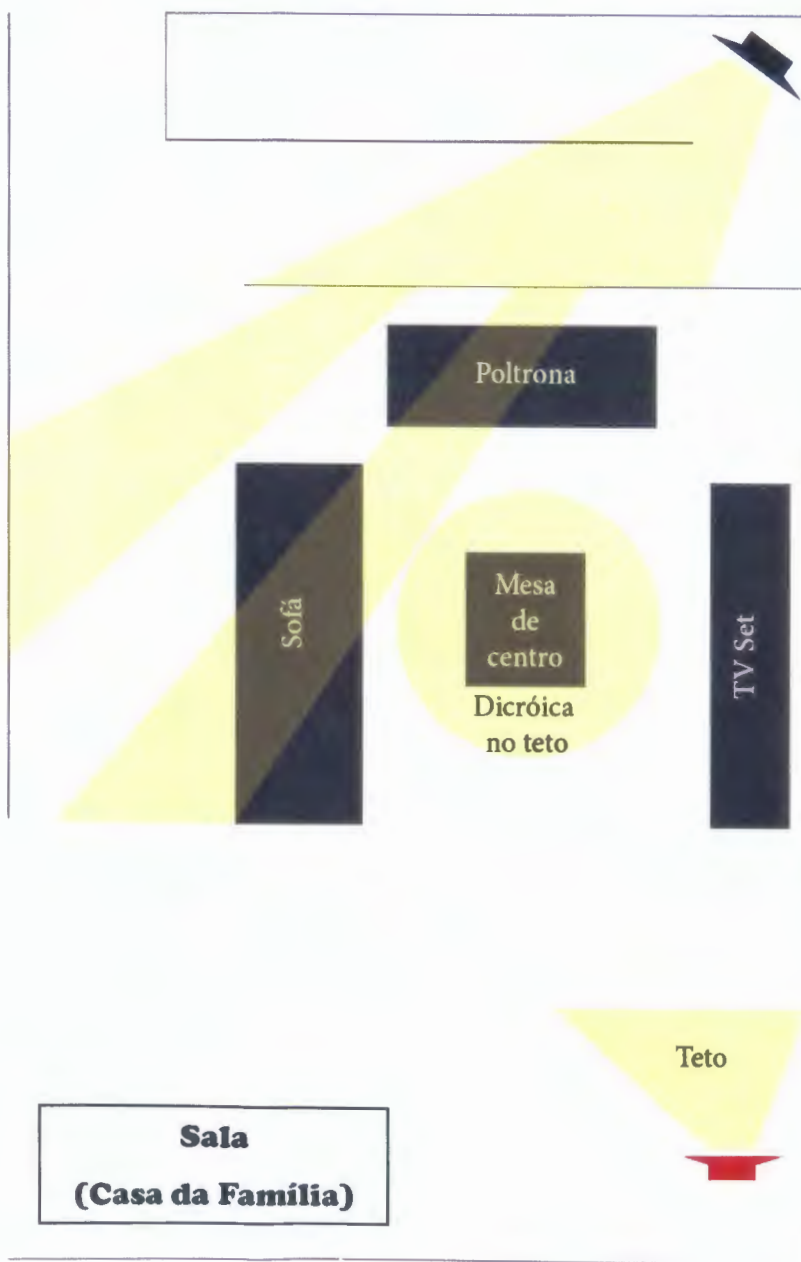 Poltrona
Sofá
Mesa
de
centro
TV Set
Dicróica
no teto
Teto
Sala
(Casa da Família)